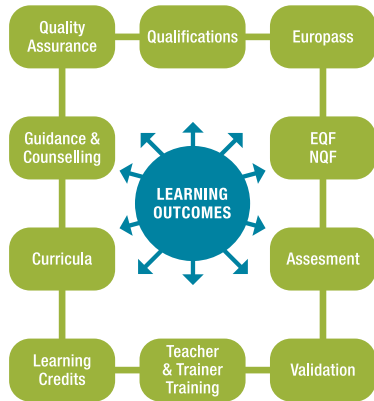 Quality
Assurance
Qualifications
Europass
Guidance &
Counselling
EQF
NQF
LEARNING
OUTCOMES
Curricula
Assesment
Learning
Credits
Teacher
& Trainer
Training
Validation